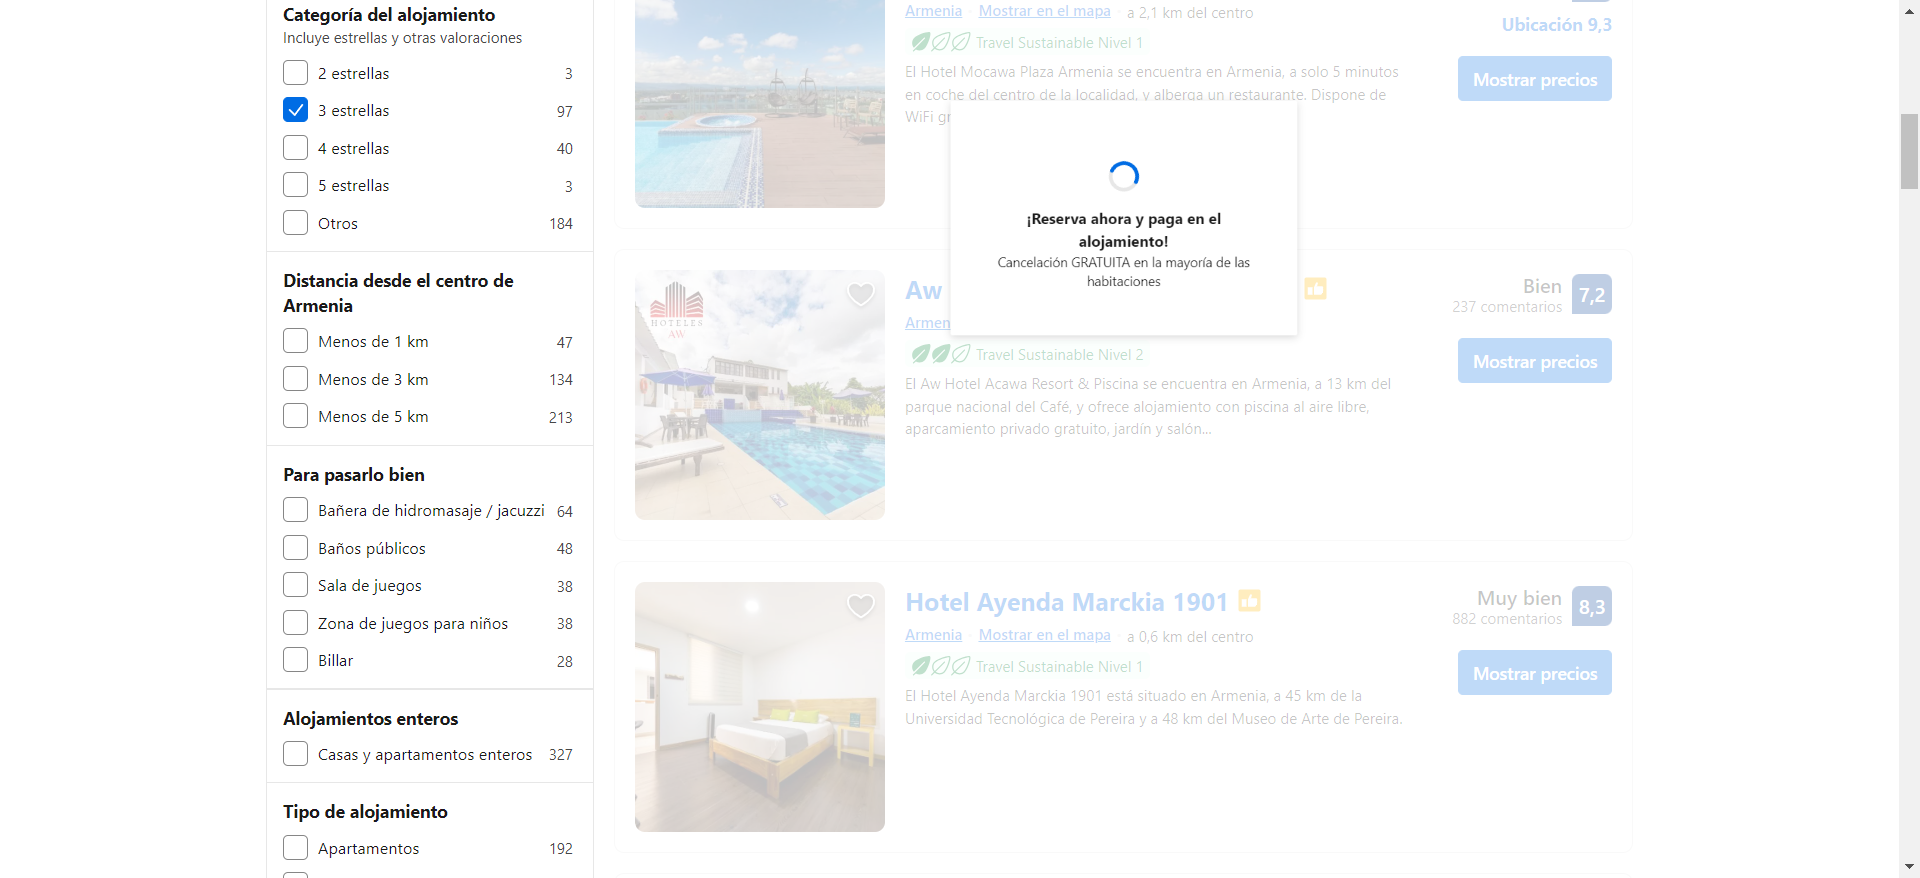 Categoría del alojamiento
Incluye estrellas y otras valoraciones
2 estrellas 3
3 estrellas 97
4 estrellas 40
5 estrellas 3
Otros 184
Distancia desde el centro de
Armenia
Menos de 1 km 47
Menos de 3 km 134
Menos de 5 km 213
Para pasarlo bien
Bañera de hidromasaje / jacuzzi 64
Baños públicos 48
Sala de juegos 38
Zona de juegos para niños 38
Billar 28
Alojamientos enteros
Casas y apartamentos enteros 327
Tipo de alojamiento
Apartamentos 192
Armenia Mostrar en el mapa a 2,1 km del centro
Ubicación 9,3
Travel Sustainable Nivel 1
El Hotel Mocawa Plaza Armenia se encuentra en Armenia, a solo 5 minutos
en coche del centro de la localidad, y alberga un restaurante. Dispone de
WiFi
Mostrar precios
¡Reserva ahora y paga en el
alojamiento!
Cancelación GRATUITA en la mayoría de las
habitaciones
HOTELES
AW
Aw
Armen
Bien 7,2
237 comentarios
Travel Sustainable Nivel 2
El Aw Hotel Acawa Resort & Piscina se encuentra en Armenia, a 13 km del
parque nacional del Café, y ofrece alojamiento con piscina al aire libre,
aparcamiento privado gratuito, jardín y salón...
Mostrar precios
Hotel Ayenda Marckia 1901
Muy bien 8,3
882 comentarios
Armenia Mostrar en el mapa a 0,6 km del centro
Travel Sustainable Nivel 1
El Hotel Ayenda Marckia 1901 está situado en Armenia, a 45 km de la
Universidad Tecnológica de Pereira y a 48 km del Museo de Arte de Pereira.
Mostrar precios